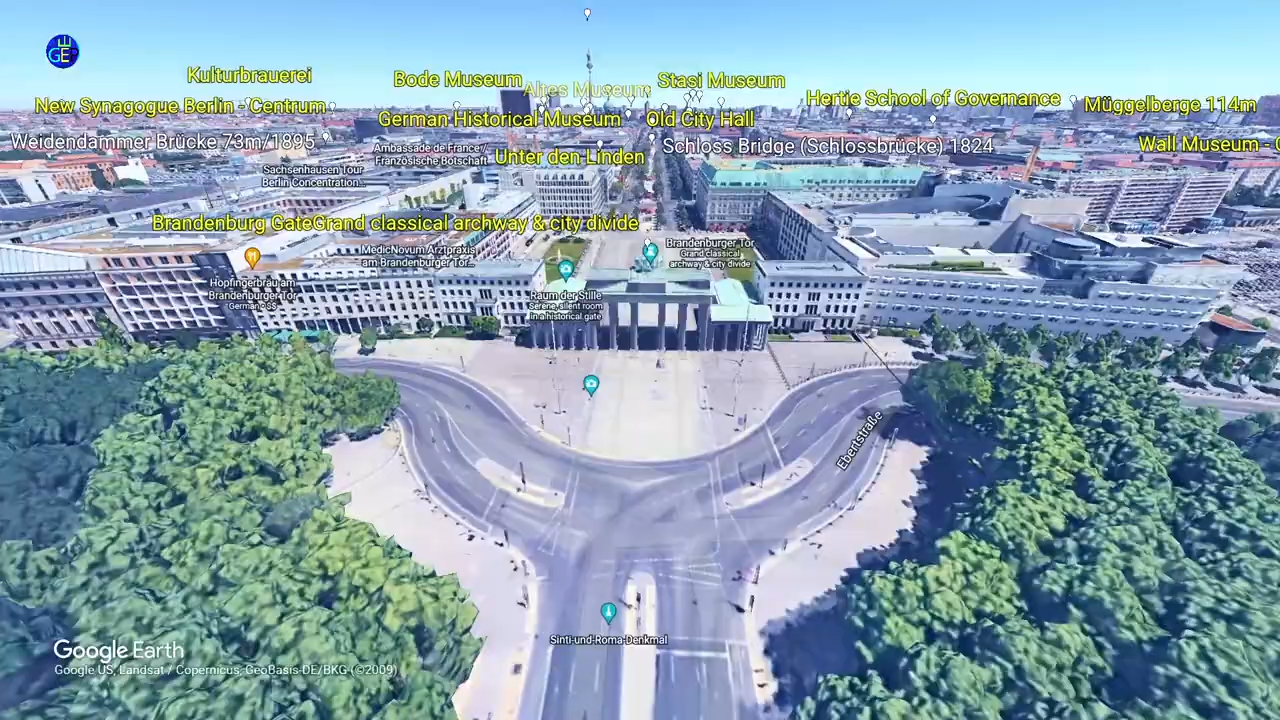 GEP
Kulturbrauerei
Bode Museum
Altes Museum
Stasi Museum
New Synagogue Berlin - Centrum
German Historical Museum
Old City Hall
Hertie School of Governance
Müggelberge 114m
Weidendammer Brücke 73m/1895
Ambassade de France/
Französische Botschaft
Unter den Linden
Schloss Bridge (Schlossbrücke) 1824
Wall Museum -
Sachsenhausen Tour
Berlin Concentration...
Brandenburg GateGrand classical archway & city divide
MedicNovum Arztpraxis
am Brandenburger Tor...
Brandenburger Tor
Grand classical
archway & city divide
Hopfingerbräu am
Brandenburger Tor
German · $$
Raum der Stille
Serene, silent room
in a historical gate
Ebertstraße
Sinti-und-Roma-Denkmal
Google Earth
Google US, Landsat / Copernicus, GeoBasis-DE/BKG (©2009)